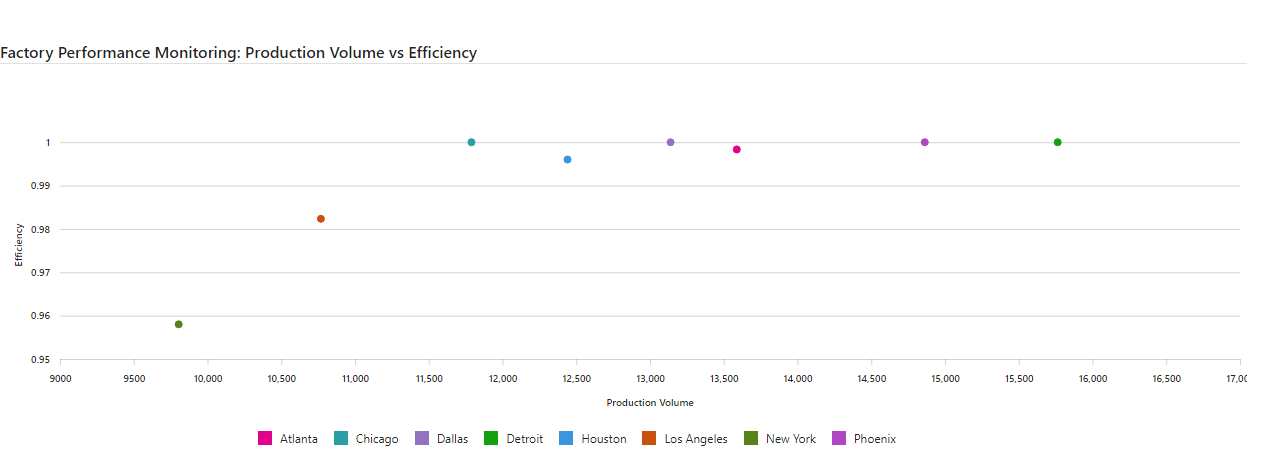 Factory Performance Monitoring: Production Volume vs Efficiency
1
0.99
0.98
0.97
0.96
0.95
Efficiency
9000 9500 10,000 10,500 11,000 11,500 12,000 12,500 13,000 13,500 14,000 14,500 15,000 15,500 16,000 16,500 17,00
Production Volume
Atlanta Chicago Dallas Detroit Houston Los Angeles New York Phoenix